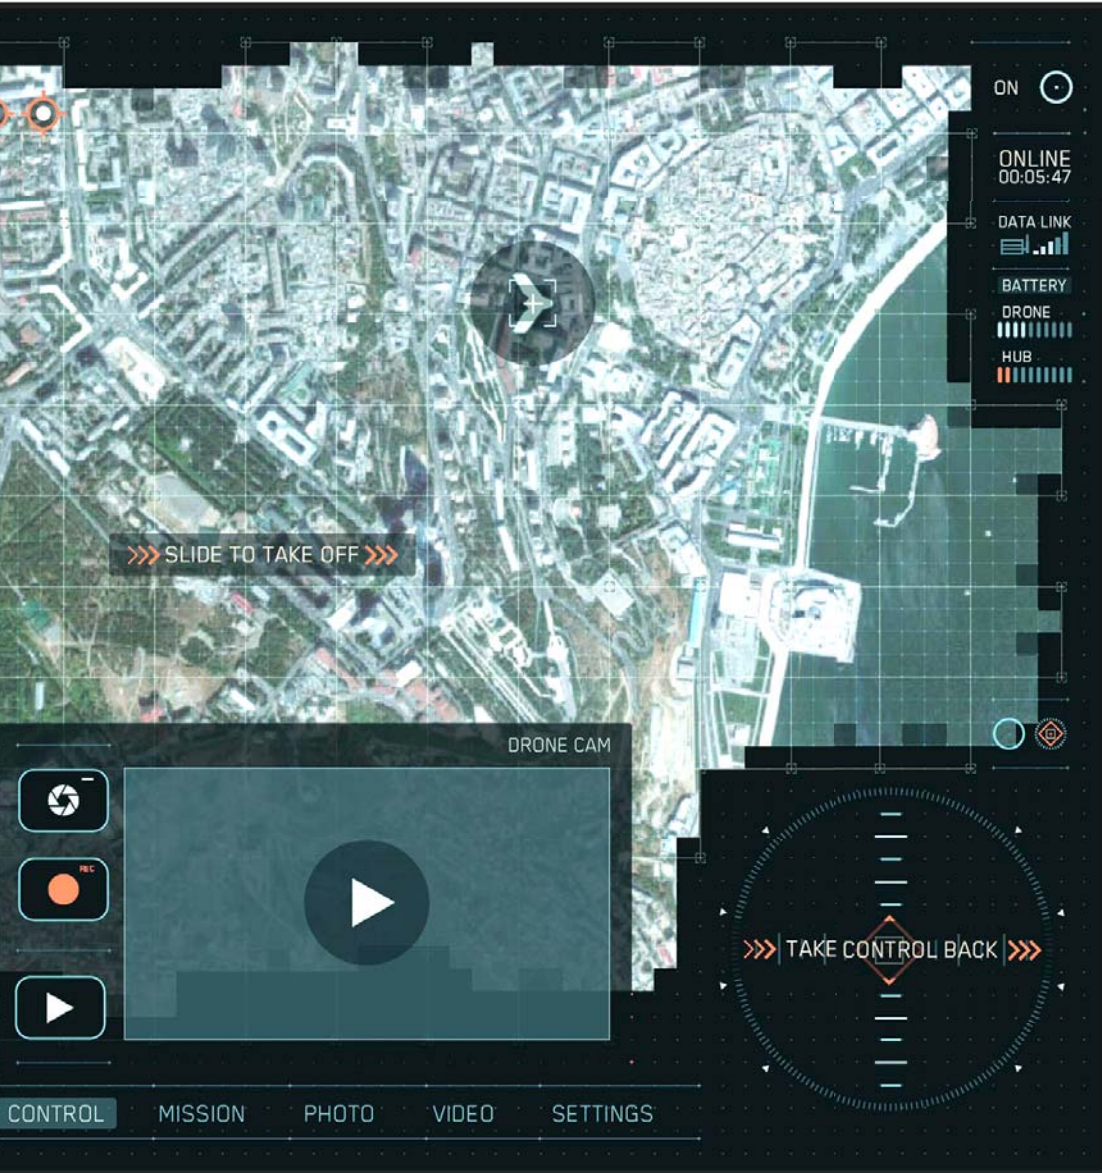 ON
ONLINE
00:05:47
DATA LINK
BATTERY
DRONE
HUB
>>> SLIDE TO TAKE OFF >>>
DRONE CAM
REC
>>> TAKE CONTROL BACK >>>
CONTROL MISSION PHOTO VIDEO SETTINGS